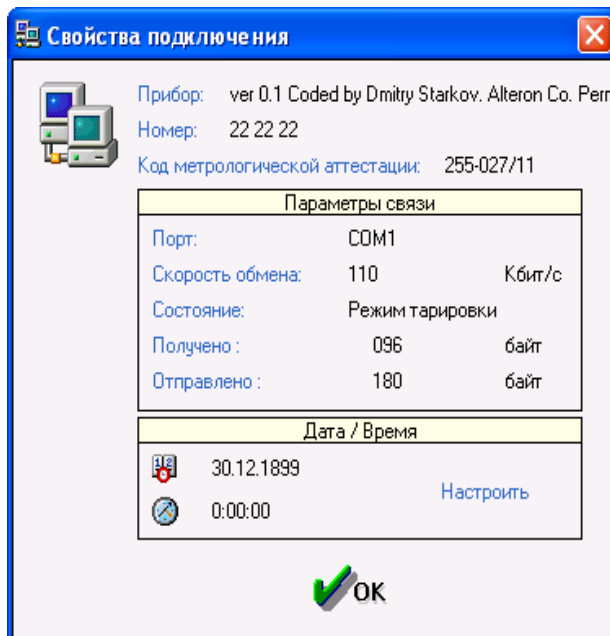 Свойства подключения
Прибор: ver 0.1 Coded by Dmitry Starkov. Alteron Co. Perm
Номер: 22 22 22
Код метрологической аттестации: 255-027/11
Параметры связи
Порт: COM1
Скорость обмена: 110 Кбит/с
Состояние: Режим тарировки
Получено : 096 байт
Отправлено : 180 байт
Дата / Время
30.12.1899
Настроить
0:00:00
OK